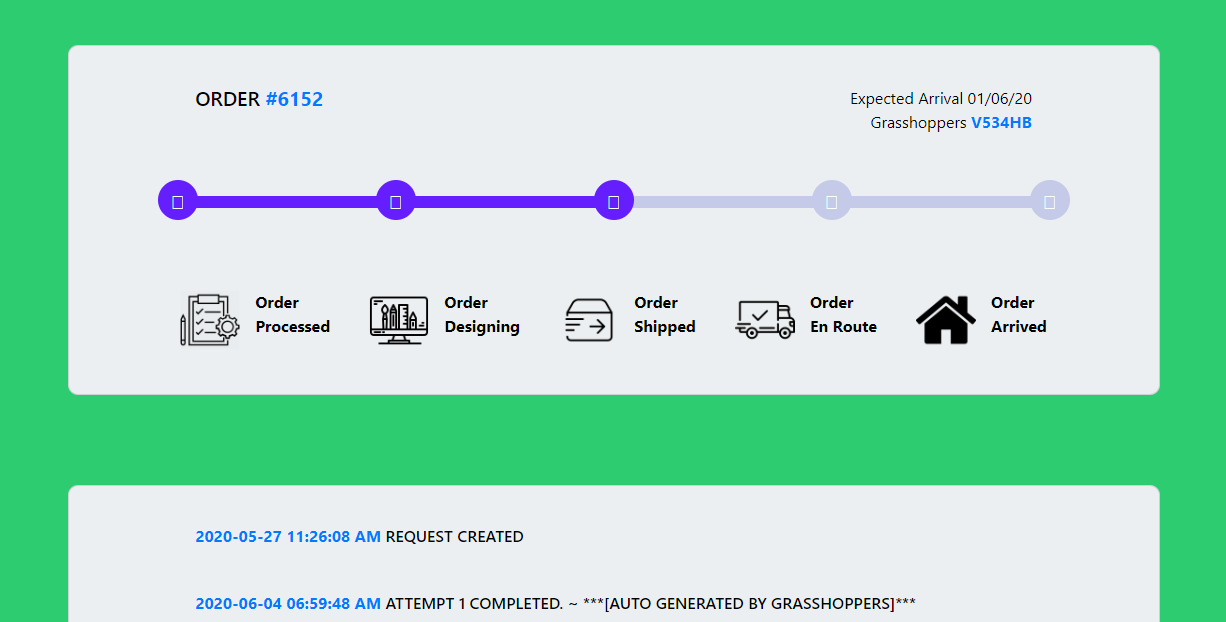 ORDER #6152
Expected Arrival 01/06/20
Grasshoppers V534HB
Order Processed
Order Designing
Order Shipped
Order En Route
Order Arrived
2020-05-27 11:26:08 AM REQUEST CREATED
2020-06-04 06:59:48 AM ATTEMPT 1 COMPLETED. ~ ***[AUTO GENERATED BY GRASSHOPPERS]***